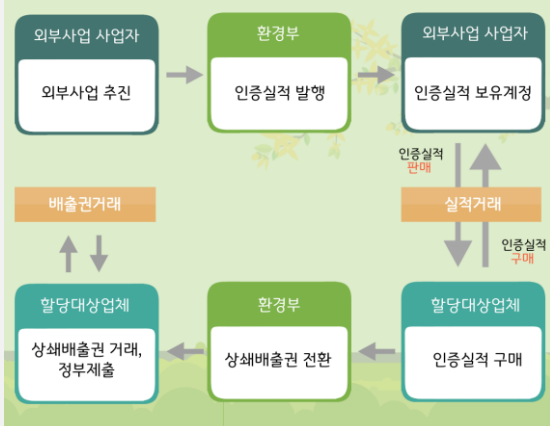 외부사업 사업자
외부사업 추진
환경부
인증실적 발행
외부사업 사업자
인증실적 보유계정
인증실적
판매
배출권거래
실적거래
인증실적
구매
할당대상업체
상쇄배출권 거래,
정부제출
환경부
상쇄배출권 전환
할당대상업체
인증실적 구매